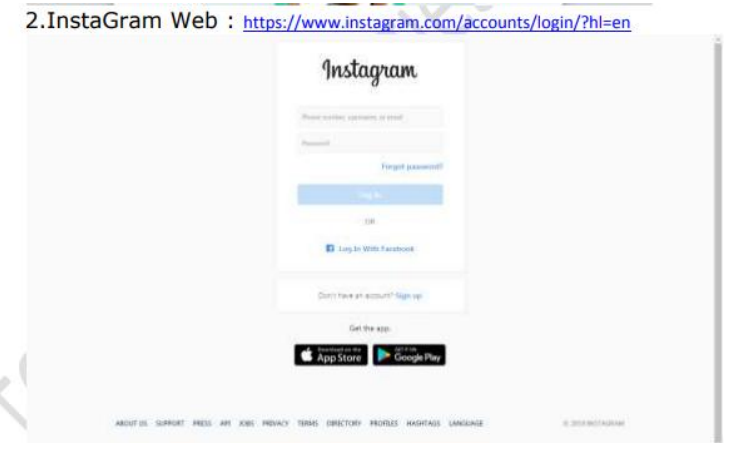 2.InstaGram Web : https://www.instagram.com/accounts/login/?hl=en
Instagram
Phone number, username, or email
Password
Forgot password?
Log In
OR
Log In With Facebook
Don't have an account? Sign up
Get the app.
Download on the App Store
GET IT ON Google Play
ABOUT US SUPPORT PRESS API JOBS PRIVACY TERMS DIRECTORY PROFILES HASHTAGS LANGUAGE
INSTAGRAM